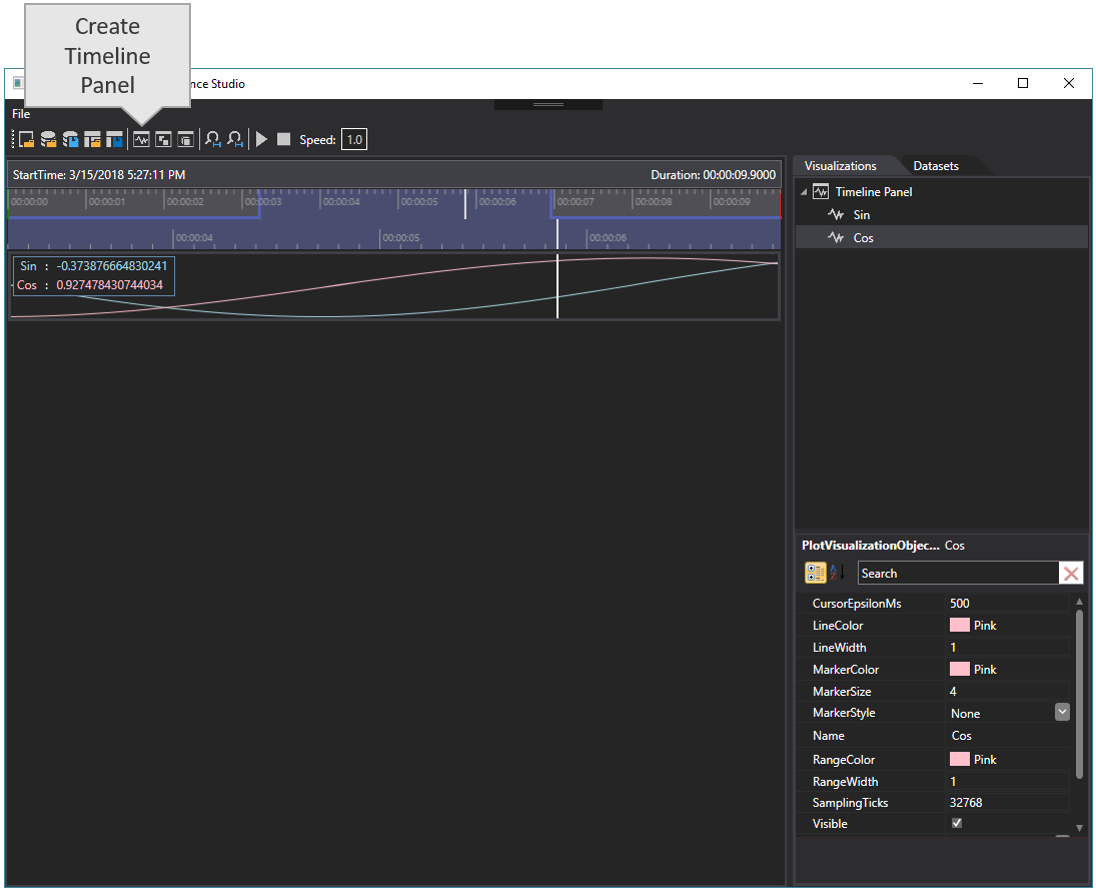 Create
Timeline
Panel
nce Studio
File
Speed: 1.0
StartTime: 3/15/2018 5:27:11 PM
Duration: 00:00:09.9000
00:00:00 00:00:01 00:00:02 00:00:03 00:00:04 00:00:05 00:00:06 00:00:07 00:00:08 00:00:09
00:00:04 00:00:05 00:00:06
Sin : -0.373876664830241
Cos : 0.927478430744034
Visualizations Datasets
Timeline Panel
Sin
Cos
PlotVisualizationObjec... Cos
A
Z
Search
CursorEpsilonMs 500
LineColor Pink
LineWidth 1
MarkerColor Pink
MarkerSize 4
MarkerStyle None
Name Cos
RangeColor Pink
RangeWidth 1
SamplingTicks 32768
Visible